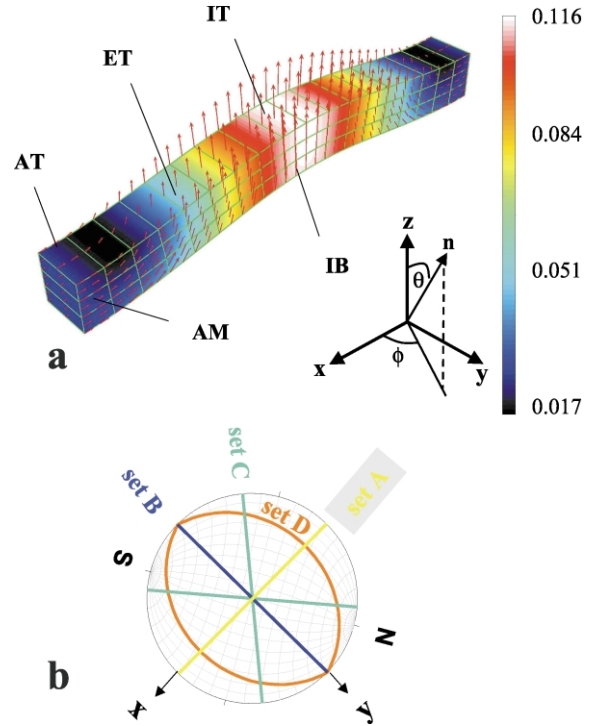 0.116
IT
ET
0.084
AT
z
n
θ
IB
0.051
AM
x
ϕ
y
a
0.017
set C
set B
set A
set D
S
N
b
x
y